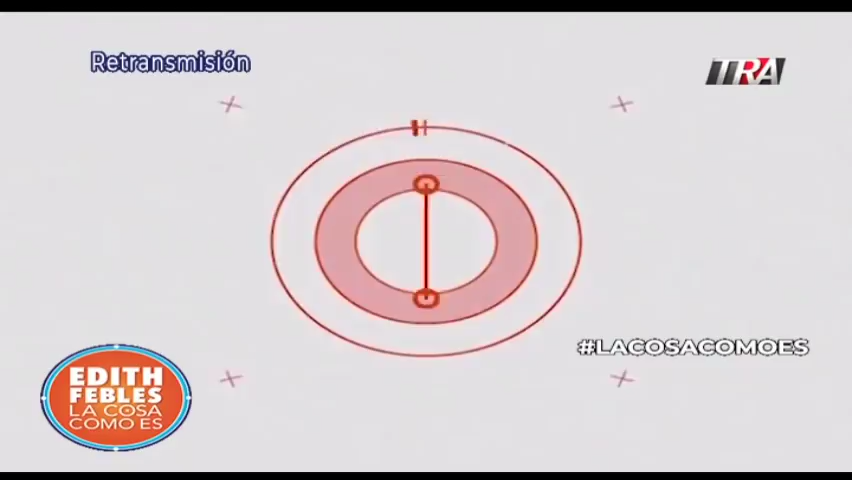 Retransmisión
TRA
#LACOSACOMOES
EDITH
FEBLES
LA COSA
COMO ES